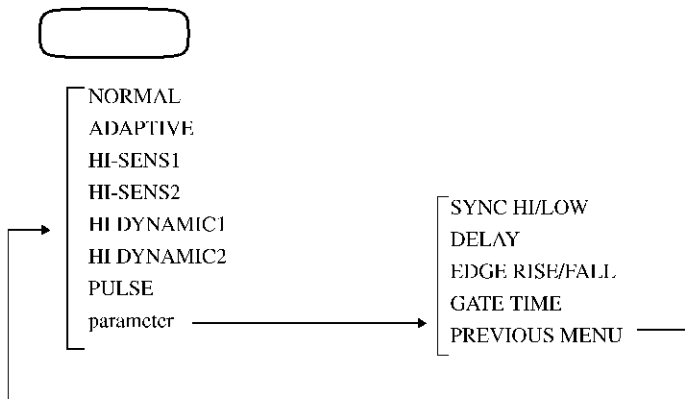 NORMAL
ADAPTIVE
HI-SENS1
HI-SENS2
HI DYNAMIC1
HI DYNAMIC2
PULSE
parameter
SYNC HI/LOW
DELAY
EDGE RISE/FALL
GATE TIME
PREVIOUS MENU